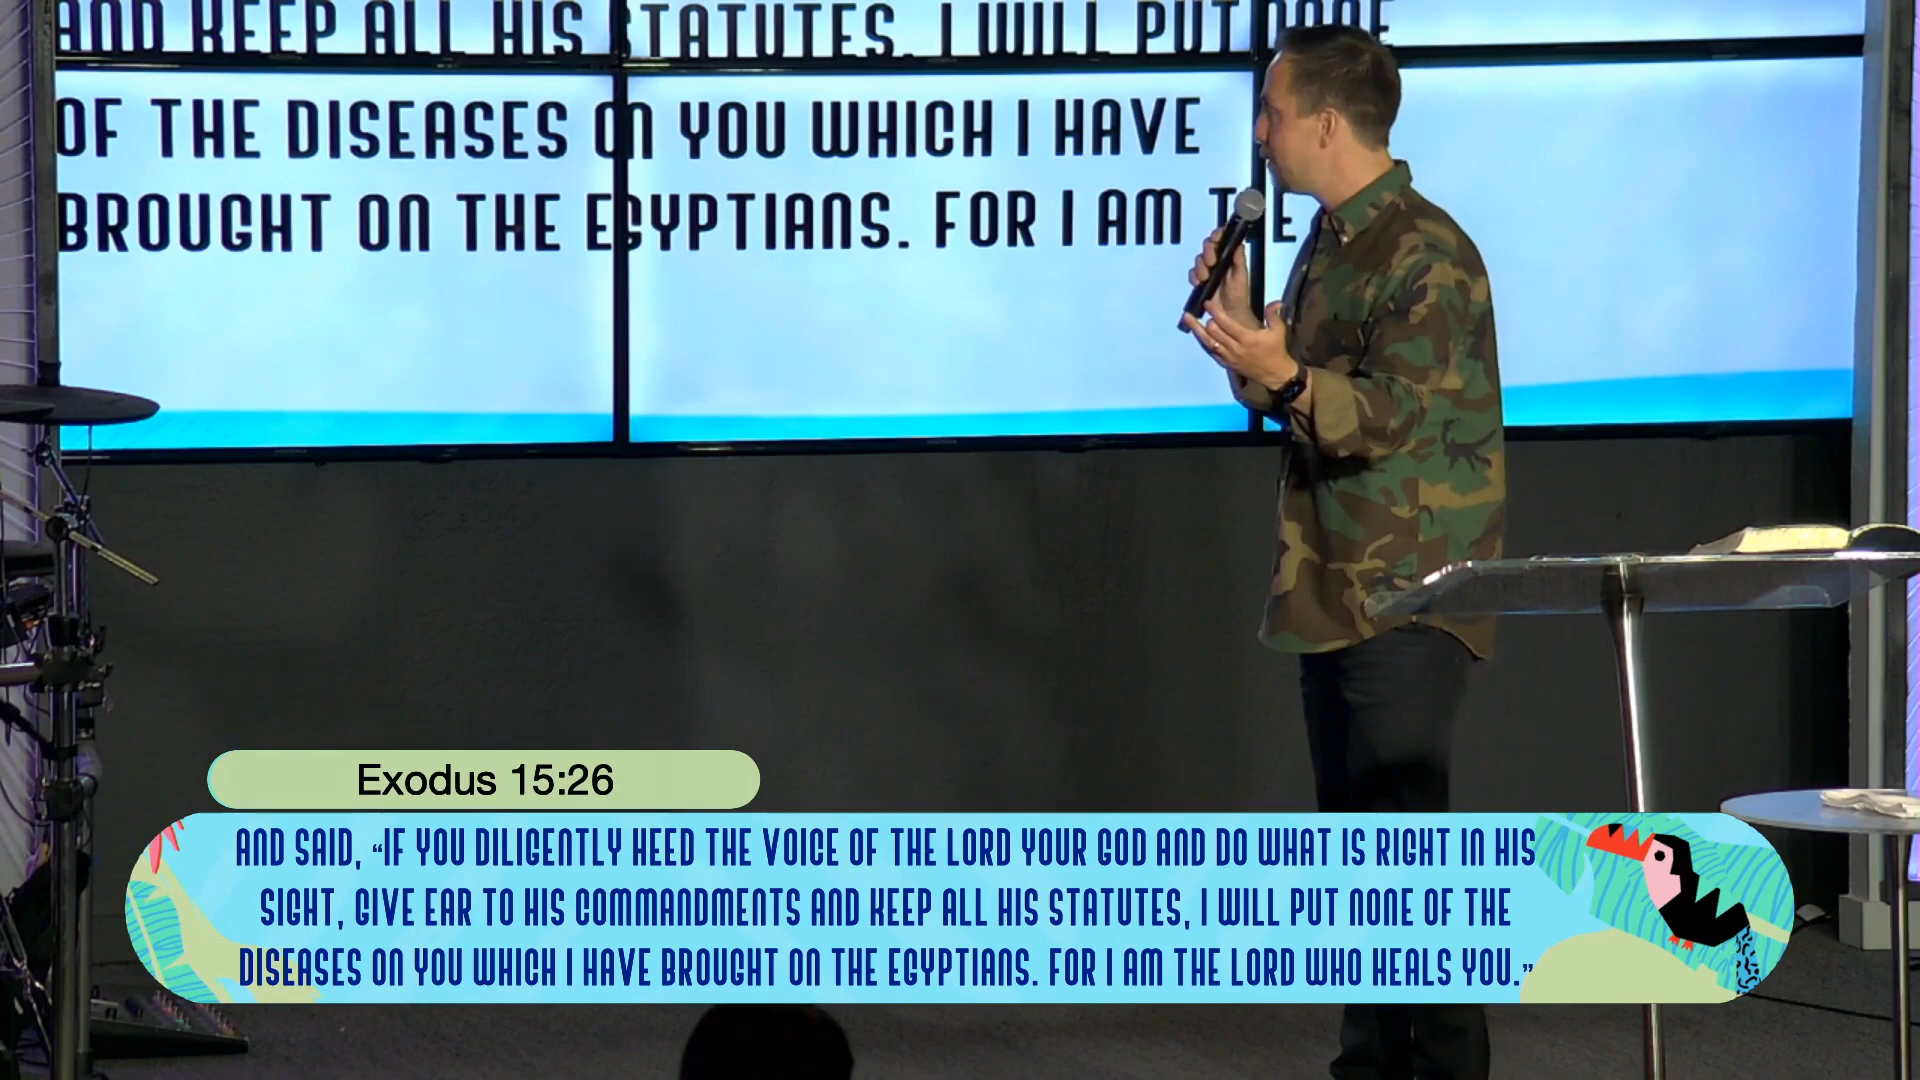 AND KEEP ALL HIS STATUTES, I WILL PUT NONE
OF THE DISEASES ON YOU WHICH I HAVE
BROUGHT ON THE EGYPTIANS. FOR I AM THE
Exodus 15:26
AND SAID, “IF YOU DILIGENTLY HEED THE VOICE OF THE LORD YOUR GOD AND DO WHAT IS RIGHT IN HIS
SIGHT, GIVE EAR TO HIS COMMANDMENTS AND KEEP ALL HIS STATUTES, I WILL PUT NONE OF THE
DISEASES ON YOU WHICH I HAVE BROUGHT ON THE EGYPTIANS. FOR I AM THE LORD WHO HEALS YOU.”